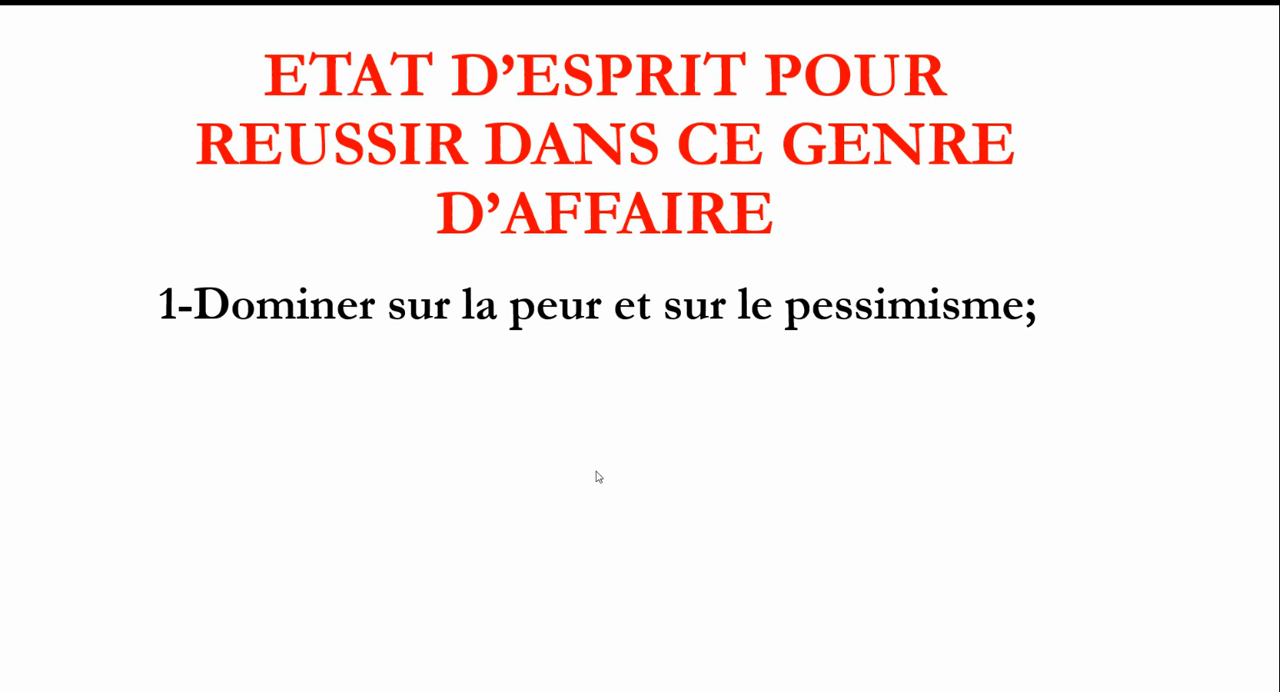 ETAT D’ESPRIT POUR
REUSSIR DANS CE GENRE
D’AFFAIRE
1-Dominer sur la peur et sur le pessimisme;